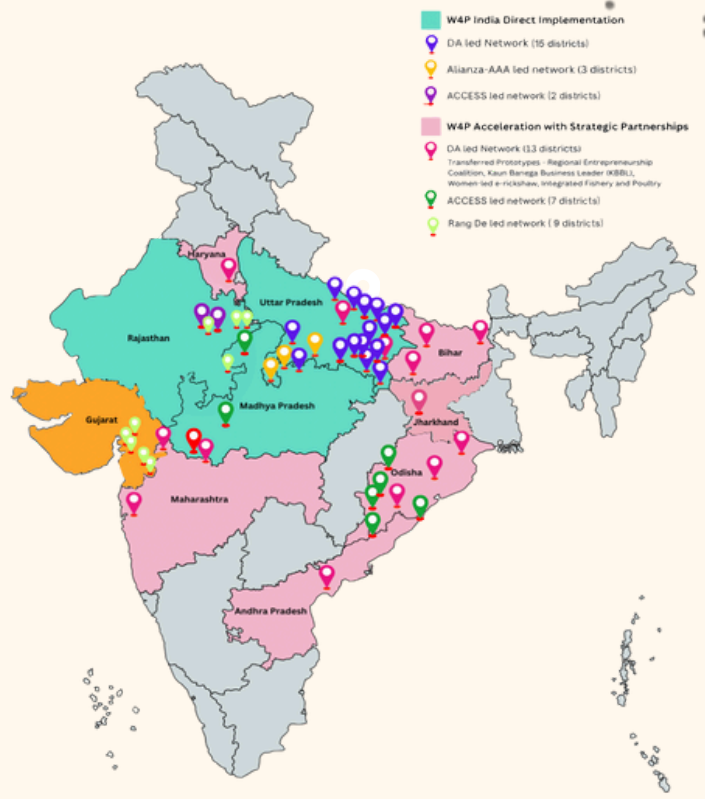 W4P India Direct Implementation
DA led Network (15 districts)
Alianza-AAA led network (3 districts)
ACCESS led network (2 districts)
W4P Acceleration with Strategic Partnerships
DA led Network (13 districts)
Transferred Prototypes - Regional Entrepreneurship
Coalition, Kaun Banega Business Leader (KBBL),
Women-led e-rickshaw, Integrated Fishery and Poultry
ACCESS led network (7 districts)
Rang De led network ( 9 districts)
Haryana
Uttar Pradesh
Rajasthan
Bihar
Madhya Pradesh
Gujarat
Jharkhand
Odisha
Maharashtra
Andhra Pradesh